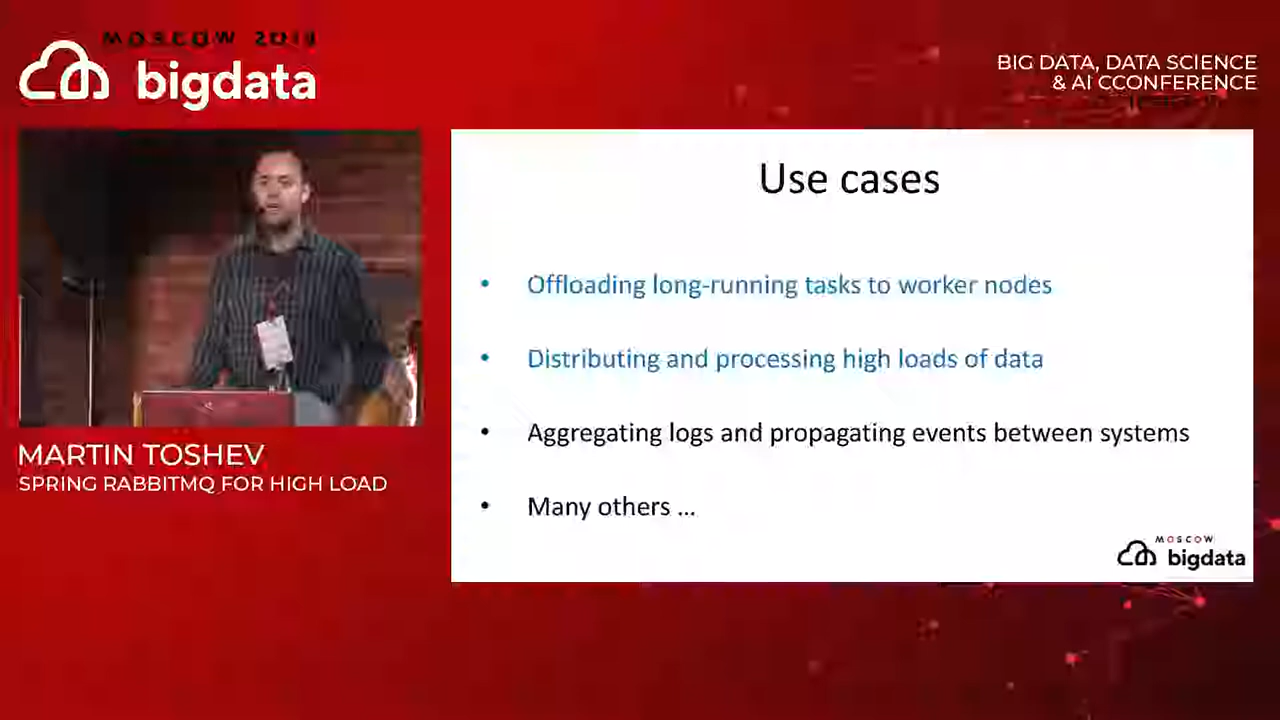 MOSCOW 2019
bigdata
BIG DATA, DATA SCIENCE
& AI CCONFERENCE
Use cases
• Offloading long-running tasks to worker nodes
• Distributing and processing high loads of data
• Aggregating logs and propagating events between systems
• Many others ...
MARTIN TOSHEV
SPRING RABBITMQ FOR HIGH LOAD
MOSCOW
bigdata